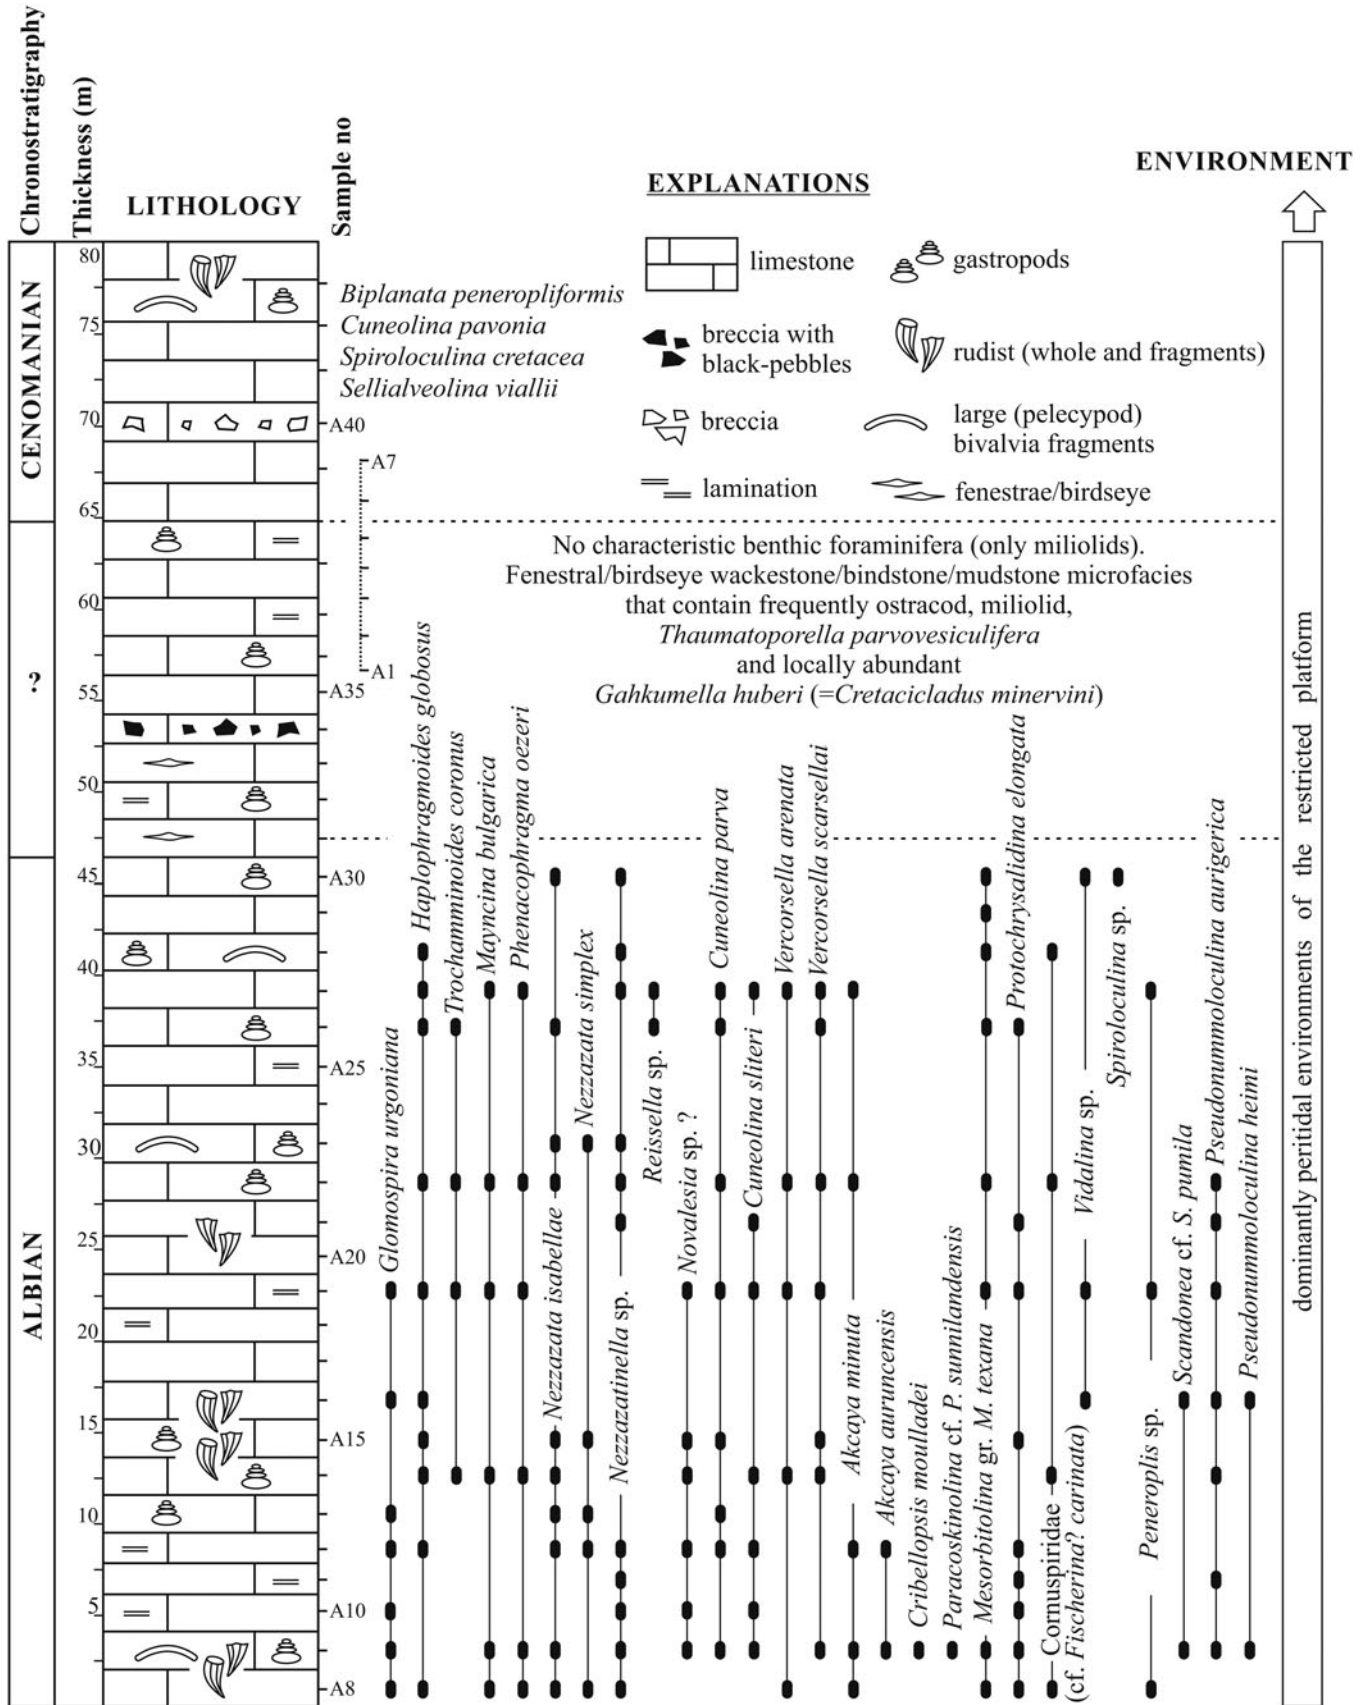 Chronostratigraphy
Thickness (m)
LITHOLOGY
Sample no
EXPLANATIONS
ENVIRONMENT
limestone
gastropods
breccia with
black-pebbles
rudist (whole and fragments)
breccia
large (pelecypod)
bivalvia fragments
lamination
fenestrae/birdseye
CENOMANIAN
?
ALBIAN
80
75
70
65
60
55
50
45
40
35
30
25
20
15
10
5
Biplanata peneropliformis
Cuneolina pavonia
Spiroloculina cretacea
Sellialveolina viallii
A40
A7
A1
A35
A30
A25
A20
A15
A10
A8
No characteristic benthic foraminifera (only miliolids).
Fenestral/birdseye wackestone/bindstone/mudstone microfacies
that contain frequently ostracod, miliolid,
Thaumatoporella parvovesiculifera
and locally abundant
Gahkumella huberi (=Cretacicladus minervini)
Glomospira urgoniana
Haplophragmoides globosus
Trochamminoides coronus
Mayncina bulgarica
Phenacophragma oezeri
Nezzazata isabellae
Nezzazata simplex
Nezzazatinella sp.
Reissella sp.
Novalesia sp. ?
Cuneolina parva
Cuneolina sliteri
Vercorsella arenata
Vercorsella scarsellai
Akcaya minuta
Akcaya auruncensis
Cribellopsis moulladei
Paracoskinolina cf. P. sunnilandensis
Mesorbitolina gr. M. texana
Protochrysalidina elongata
Cornuspiridae
(cf. Fischerina? carinata)
Vidalina sp.
Spiroloculina sp.
Peneroplis sp.
Scandonea cf. S. pumila
Pseudonummoloculina aurigerica
Pseudonummoloculina heimi
dominantly peritidal environments of the restricted platform